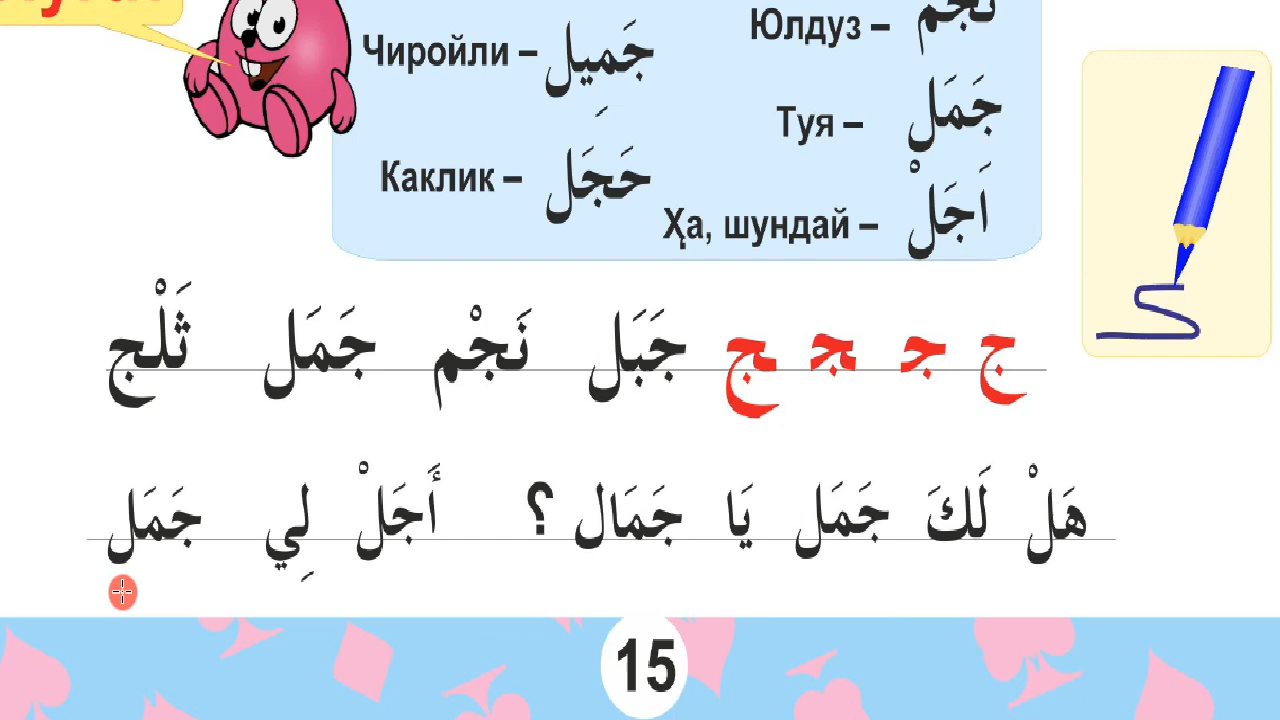 Юлдуз – نَجْم
Чиройли – جَمِيل
Туя – جَمَل
Каклик – حَجَل
Ҳа, шундай – اَجَلْ
ج ج‍ ‍ج‍ ‍ج جَبَل نَجْم جَمَل ثَلْج
هَلْ لَكَ جَمَل يَا جَمَال ؟ أَجَلْ لِي جَمَل
15